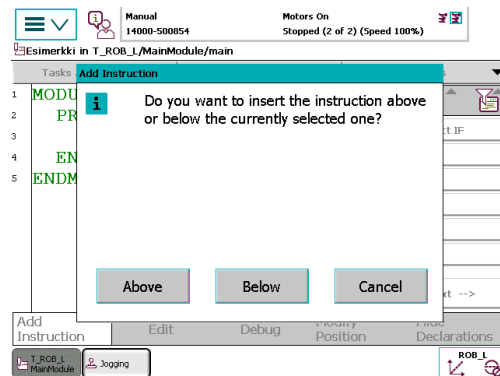 Manual
Motors On
14000-500854
Stopped (2 of 2) (Speed 100%)
Esimerkki in T_ROB_L/MainModule/main
Tasks
Add Instruction
Do you want to insert the instruction above
or below the currently selected one?
1 MODU
2 PR
3
4 EN
5 ENDM
ct IF
Above
Below
Cancel
xt -->
Add
Instruction
Edit
Debug
Modify
Position
Hide
Declarations
T_ROB_L
MainModule
Jogging
ROB_L